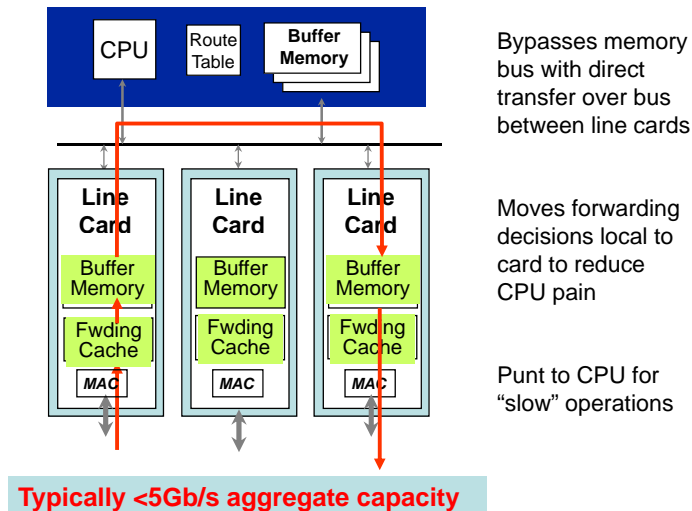 CPU
Route
Table
Buffer
Memory
Bypasses memory
bus with direct
transfer over bus
between line cards
Line
Card
Buffer
Memory
Fwding
Cache
MAC
Line
Card
Buffer
Memory
Fwding
Cache
MAC
Line
Card
Buffer
Memory
Fwding
Cache
MAC
Moves forwarding
decisions local to
card to reduce
CPU pain
Punt to CPU for
“slow” operations
Typically <5Gb/s aggregate capacity